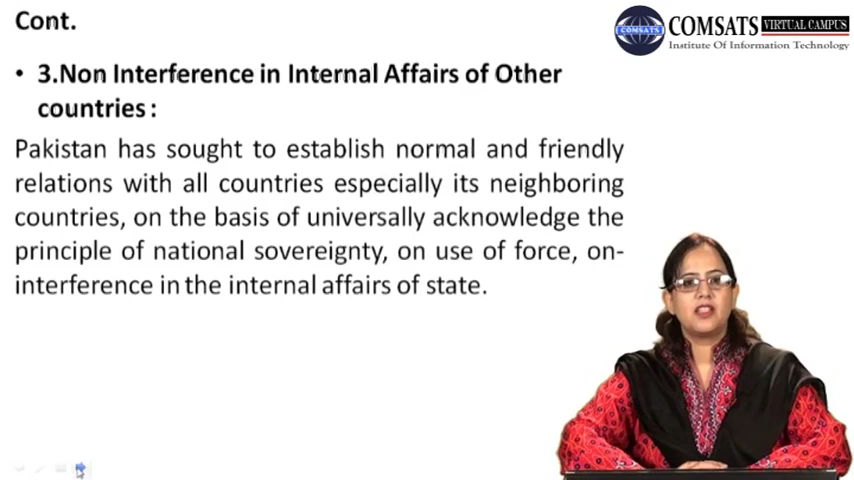 Cont.
COMSATS VIRTUAL CAMPUS
Institute Of Information Technology
• 3.Non Interference in Internal Affairs of Other
countries :
Pakistan has sought to establish normal and friendly
relations with all countries especially its neighboring
countries, on the basis of universally acknowledge the
principle of national sovereignty, on use of force, on-
interference in the internal affairs of state.